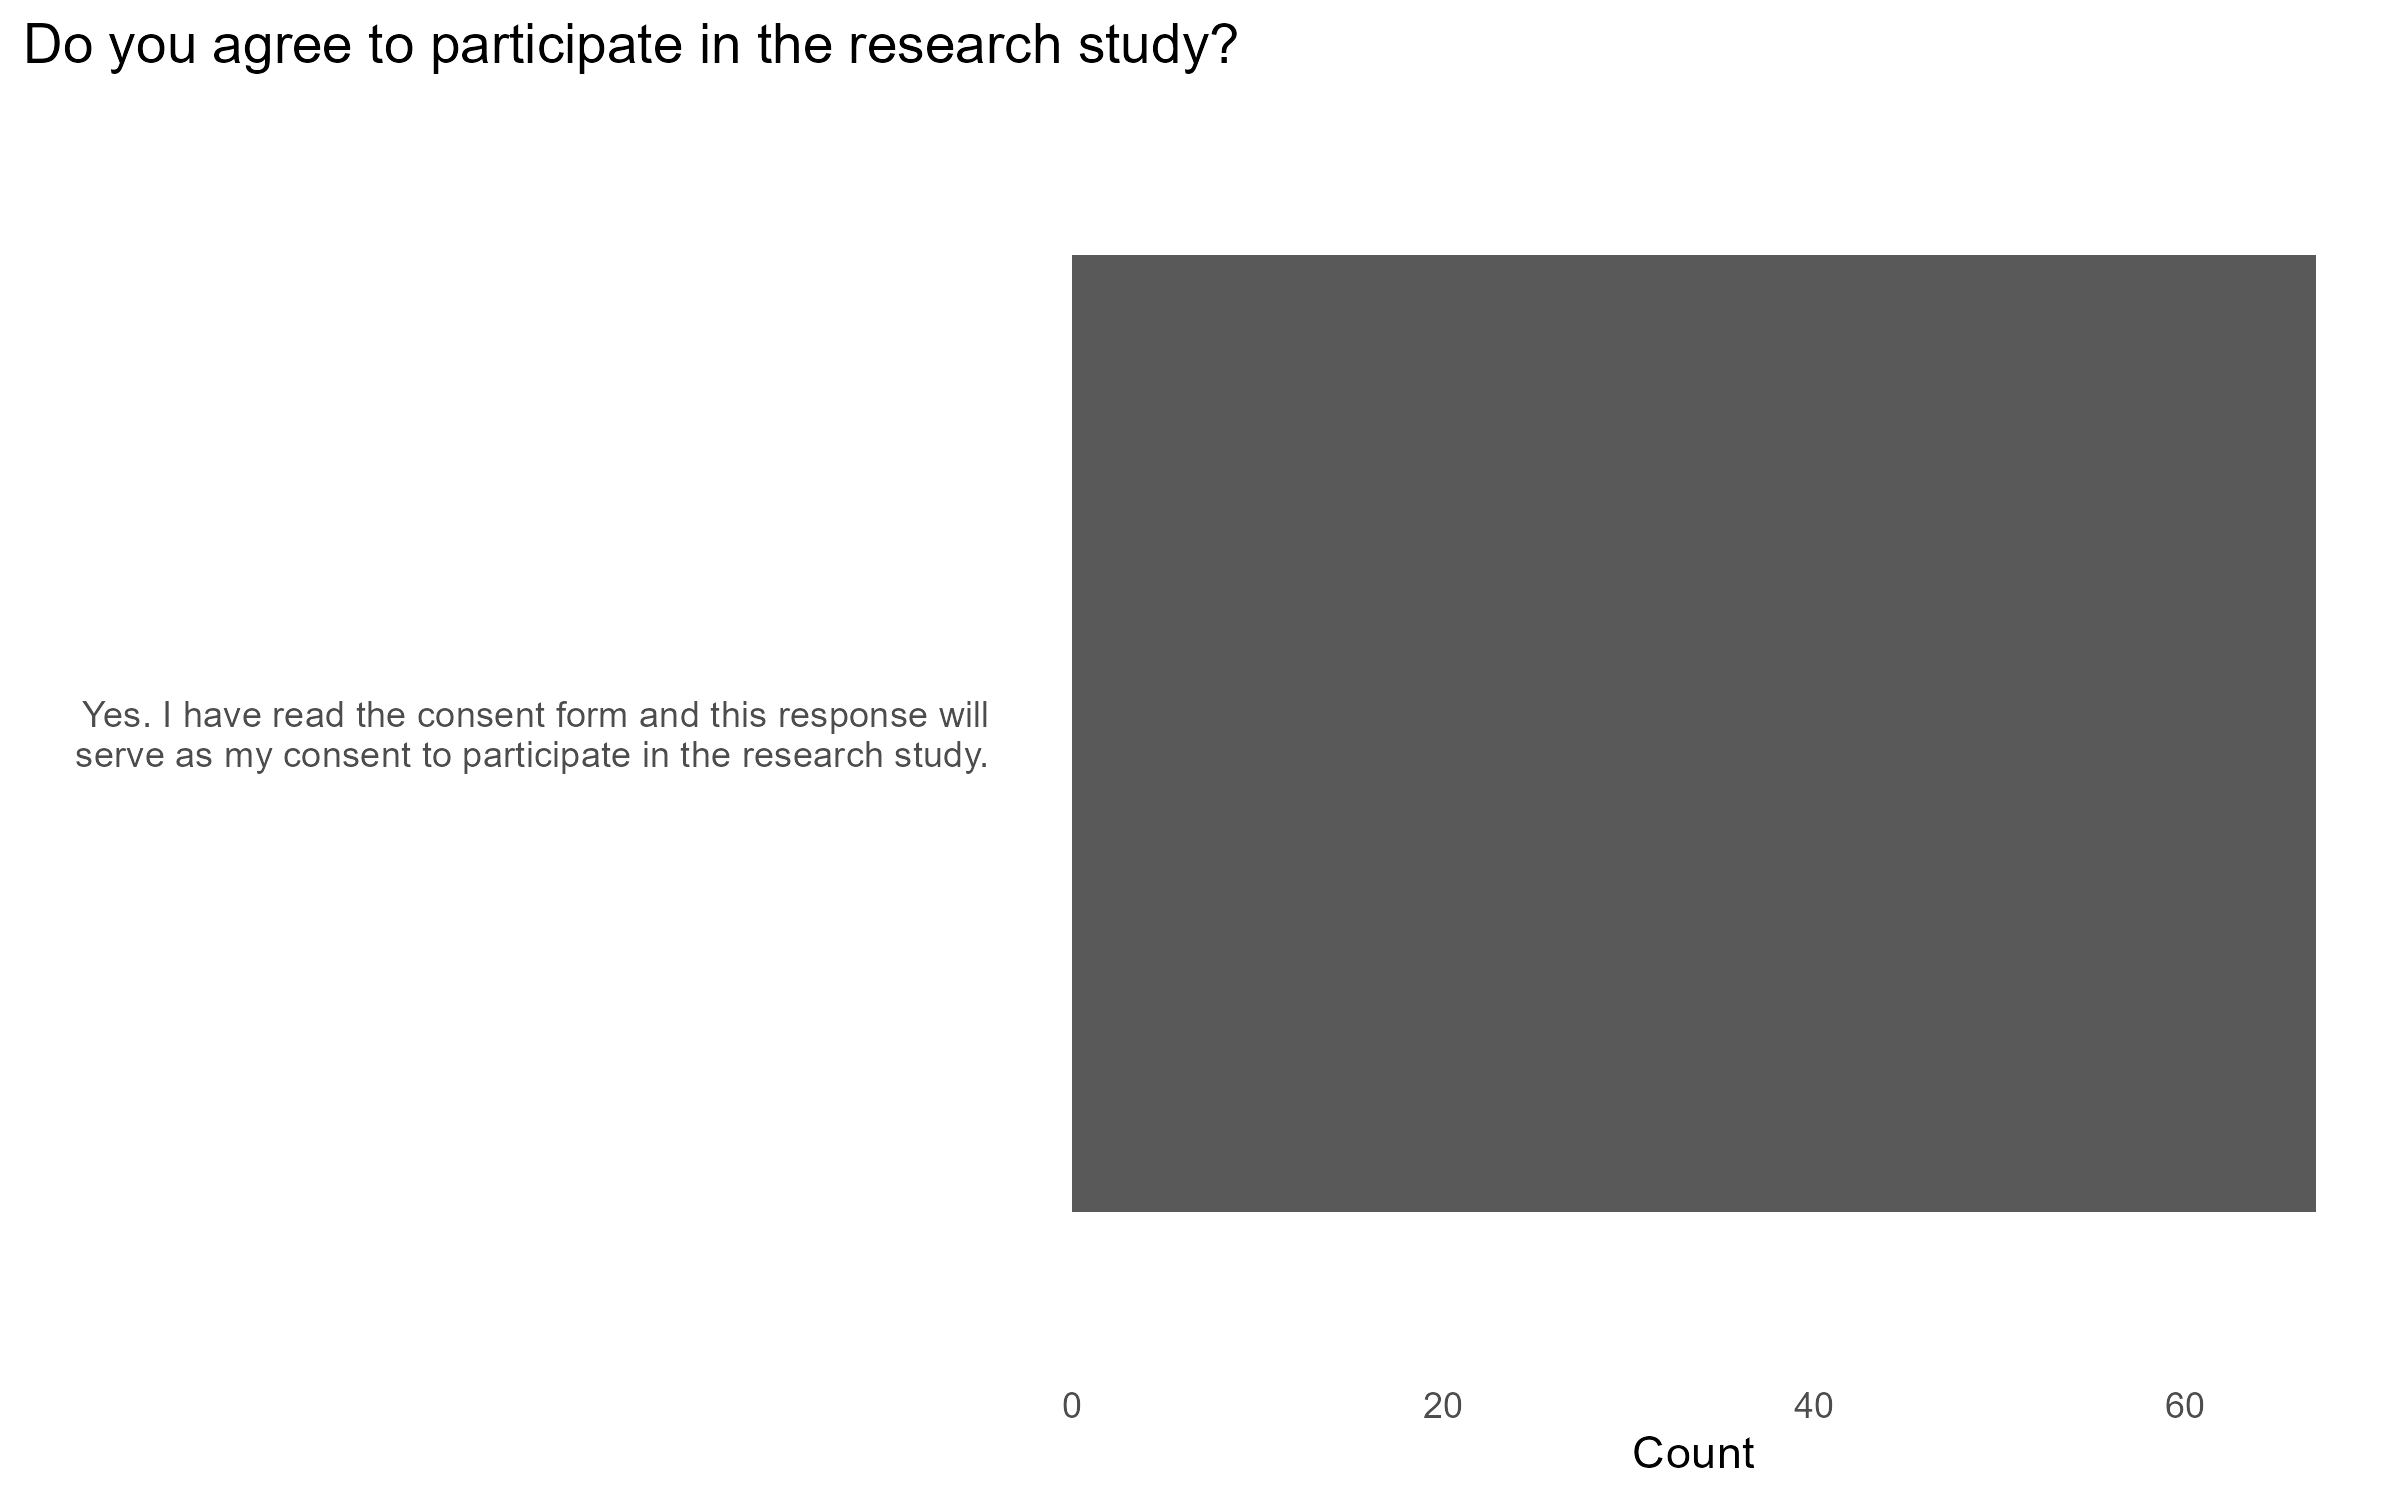 Do you agree to participate in the research study?
Yes. I have read the consent form and this response will
serve as my consent to participate in the research study.
0 20 40 60
Count